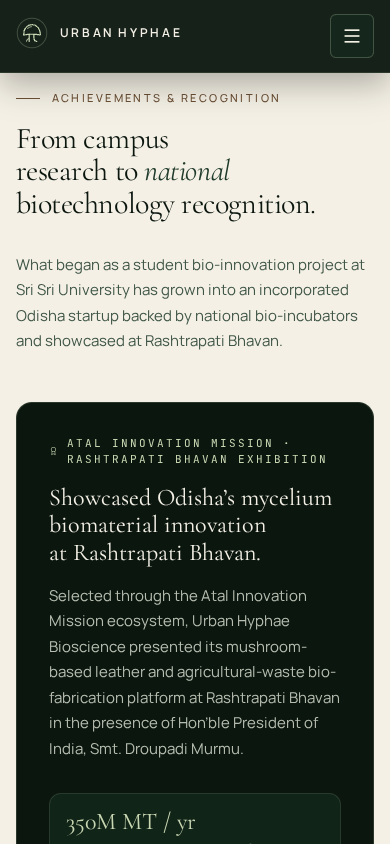 URBAN HYPHAE
ACHIEVEMENTS & RECOGNITION
From campus
research to national
biotechnology recognition.
What began as a student bio-innovation project at
Sri Sri University has grown into an incorporated
Odisha startup backed by national bio-incubators
and showcased at Rashtrapati Bhavan.
ATAL INNOVATION MISSION ·
RASHTRAPATI BHAVAN EXHIBITION
Showcased Odisha’s mycelium
biomaterial innovation
at Rashtrapati Bhavan.
Selected through the Atal Innovation
Mission ecosystem, Urban Hyphae
Bioscience presented its mushroom-
based leather and agricultural-waste bio-
fabrication platform at Rashtrapati Bhavan
in the presence of Hon’ble President of
India, Smt. Droupadi Murmu.
350M MT / yr